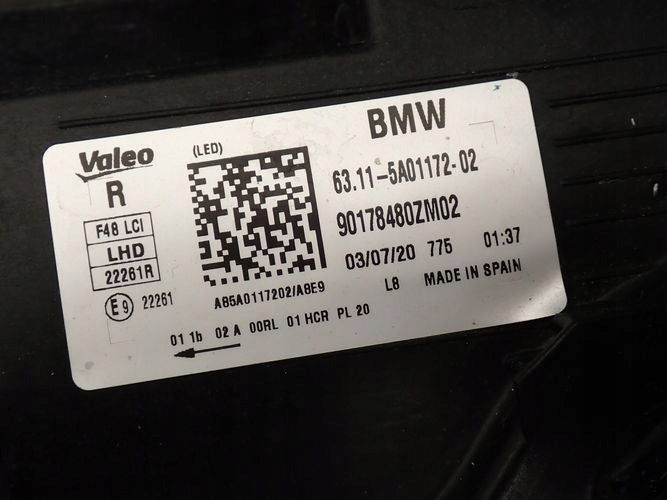 Valeo
R
F48 LCI
LHD
22261R
E9 22261
(LED)
A85A0117202/A8E9
BMW
63.11-5A01172-02
90178480ZM02
03/07/20 775 01:37
L8 MADE IN SPAIN
01 1b 02 A 00RL 01 HCR PL 20